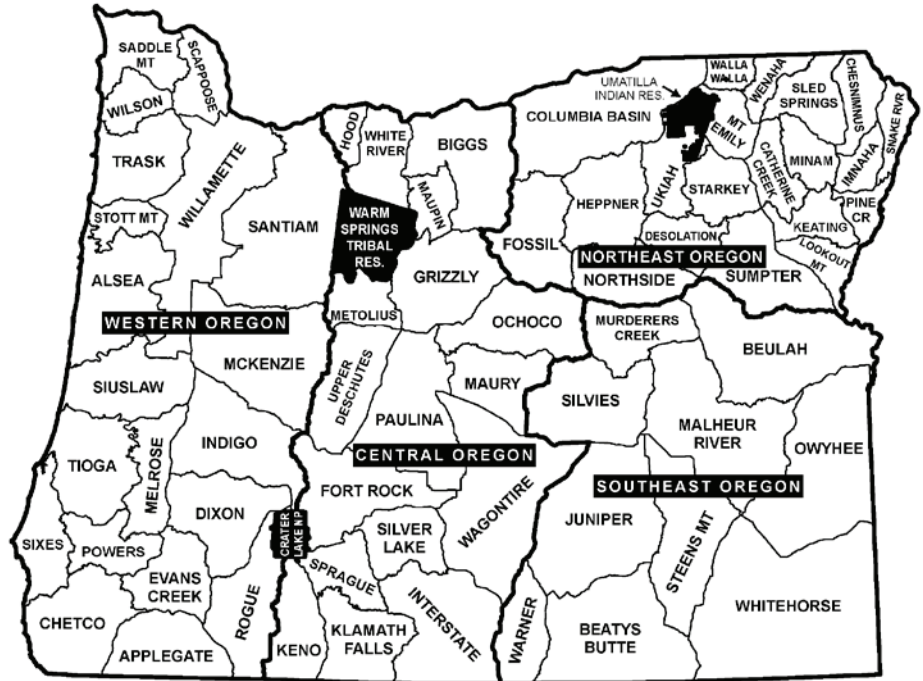 SADDLE
MT
SCAPPOOSE
WILSON
TRASK
WILLAMETTE
STOTT MT
SANTIAM
ALSEA
WESTERN OREGON
MCKENZIE
SIUSLAW
INDIGO
TIOGA
MELROSE
DIXON
SIXES
POWERS
EVANS
CREEK
ROGUE
CHETCO
APPLEGATE
HOOD
WHITE
RIVER
BIGGS
MAUPIN
WARM
SPRINGS
TRIBAL
RES.
GRIZZLY
METOLIUS
OCHOCO
UPPER
DESCHUTES
MAURY
PAULINA
CENTRAL OREGON
FORT ROCK
WAGONTIRE
CRATER
LAKE NP
SILVER
LAKE
SPRAGUE
INTERSTATE
KENO
KLAMATH
FALLS
UMATILLA
INDIAN RES.
COLUMBIA BASIN
WALLA
WALLA
WENAHA
SLED
SPRINGS
CHESNIMNUS
SNAKE RVR
MT
EMILY
MINAM
IMNAHA
CATHERINE
CREEK
UKIAH
STARKEY
HEPPNER
PINE
CR
KEATING
FOSSIL
DESOLATION
LOOKOUT
MT
NORTHEAST OREGON
NORTHSIDE
SUMPTER
MURDERERS
CREEK
BEULAH
SILVIES
MALHEUR
RIVER
OWYHEE
SOUTHEAST OREGON
JUNIPER
STEENS MT
WARNER
BEATYS
BUTTE
WHITEHORSE